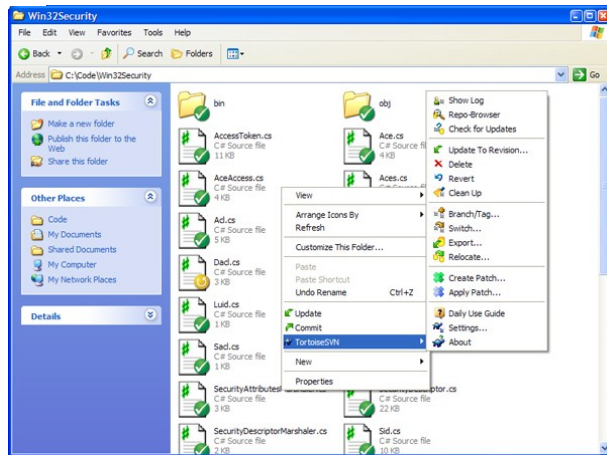 Win32Security
File Edit View Favorites Tools Help
Back Search Folders
Address C:\Code\Win32Security Go
File and Folder Tasks
Make a new folder
Publish this folder to the
Web
Share this folder
Other Places
Code
My Documents
Shared Documents
My Computer
My Network Places
Details
bin
obj
AccessToken.cs
C# Source file
11 KB
Ace.cs
C# Source file
4 KB
AceAccess.cs
C# Source file
4 KB
Aces.cs
C# Source file
Acl.cs
C# Source file
5 KB
Dacl.cs
C# Source file
3 KB
Luid.cs
C# Source file
1 KB
Sacl.cs
C# Source file
1 KB
C# Source file
3 KB
C# Source file
22 KB
SecurityDescriptorMarshaler.cs
C# Source file
2 KB
Sid.cs
C# Source file
10 KB
View
Arrange Icons By
Refresh
Customize This Folder...
Paste
Paste Shortcut
Undo Rename Ctrl+Z
Update
Commit
TortoiseSVN
New
Properties
Show Log
Repo-Browser
Check for Updates
Update To Revision...
Delete
Revert
Clean Up
Branch/Tag...
Switch...
Export...
Relocate...
Create Patch...
Apply Patch...
Daily Use Guide
Settings...
About